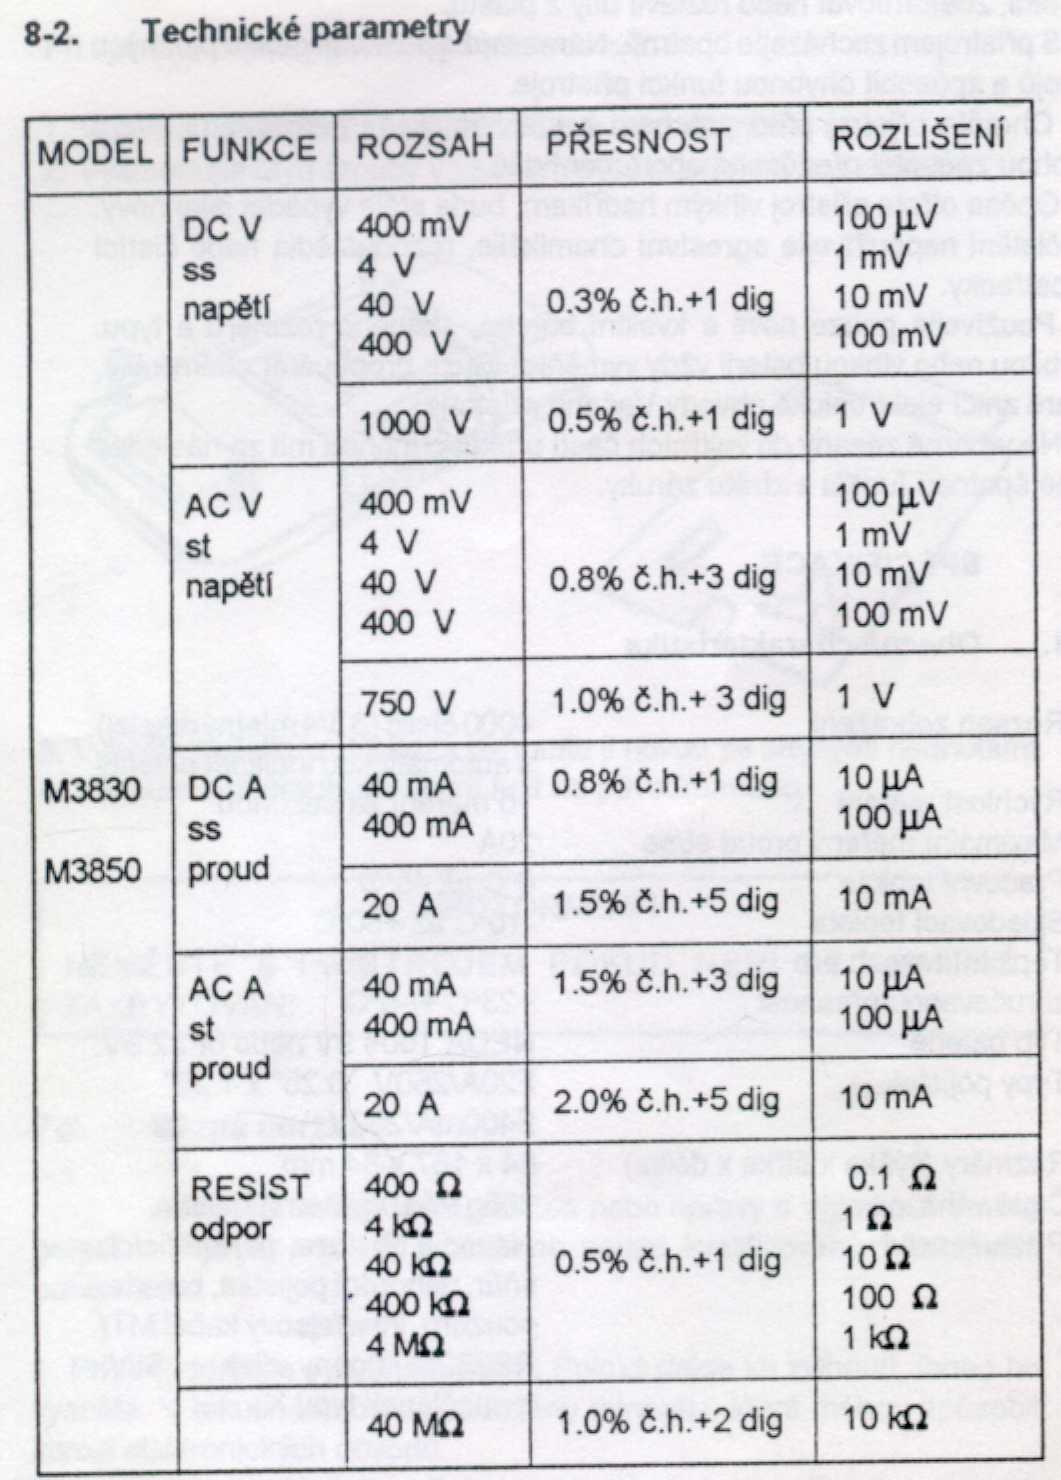 8-2. Technické parametry
MODEL FUNKCE ROZSAH PŘESNOST ROZLIŠENÍ
DC V 400 mV 100 µV
ss 4 V 1 mV
napětí 40 V 0.3% č.h.+1 dig 10 mV
400 V 100 mV
1000 V 0.5% č.h.+1 dig 1 V
AC V 400 mV 100 µV
st 4 V 1 mV
napětí 40 V 0.8% č.h.+3 dig 10 mV
400 V 100 mV
750 V 1.0% č.h.+ 3 dig 1 V
M3830 DC A 40 mA 0.8% č.h.+1 dig 10 µA
ss 400 mA 100 µA
M3850 proud
20 A 1.5% č.h.+5 dig 10 mA
AC A 40 mA 1.5% č.h.+3 dig 10 µA
st 400 mA 100 µA
proud
20 A 2.0% č.h.+5 dig 10 mA
RESIST 400 Ω 0.1 Ω
odpor 4 kΩ 1 Ω
40 kΩ 0.5% č.h.+1 dig 10 Ω
400 kΩ 100 Ω
4 MΩ 1 kΩ
40 MΩ 1.0% č.h.+2 dig 10 kΩ